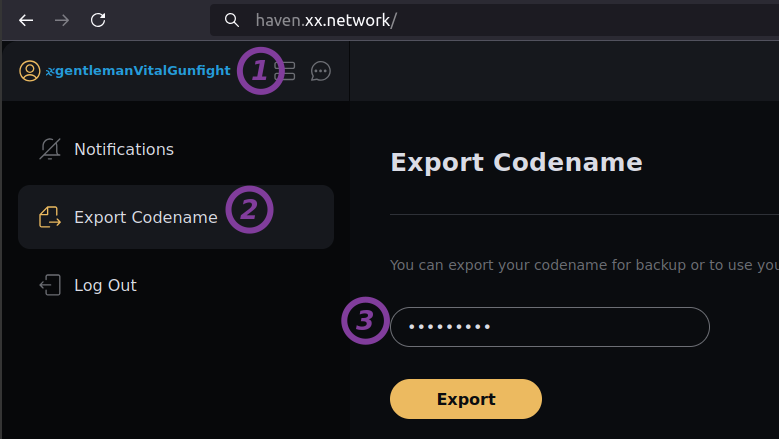 haven.xx.network/
gentlemanVitalGunfight
1
Notifications
Export Codename
2
Log Out
Export Codename
You can export your codename for backup or to use you
3
•••••••••
Export